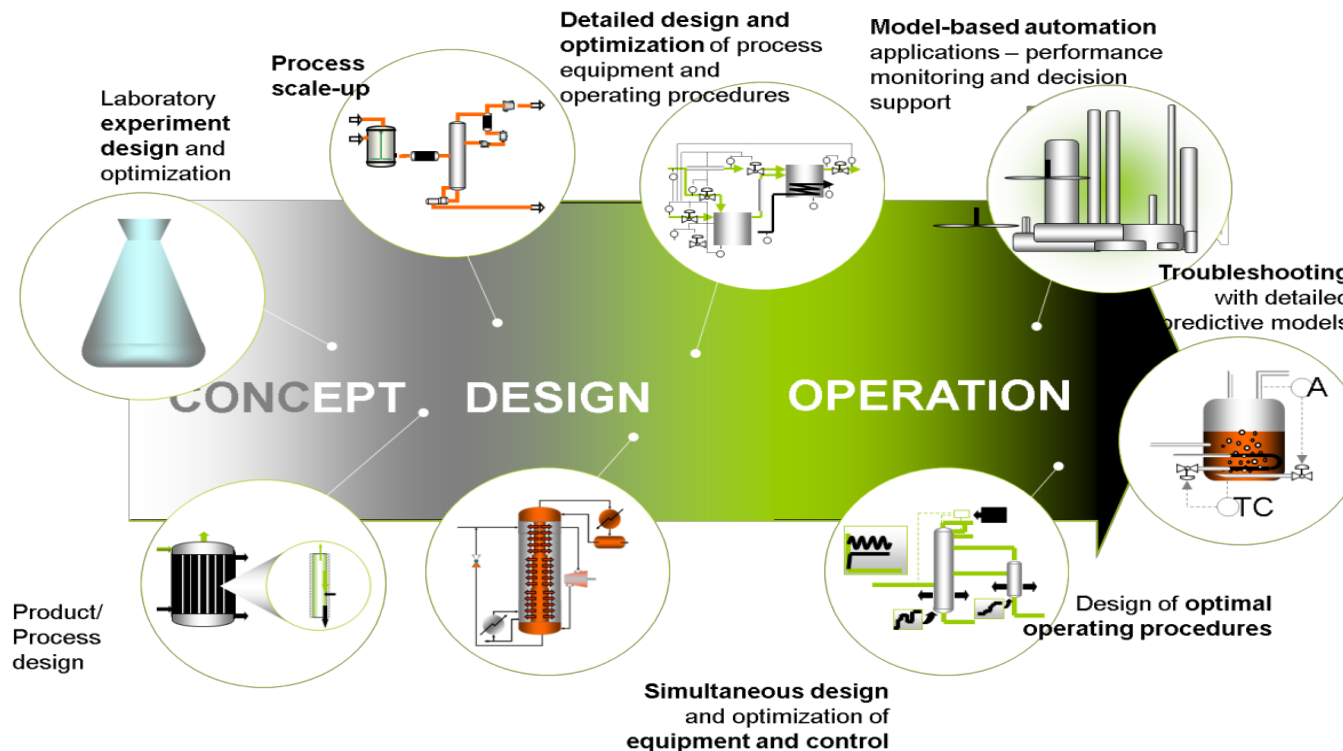 Laboratory
experiment
design and
optimization
Process
scale-up
Detailed design and
optimization of process
equipment and
operating procedures
Model-based automation
applications – performance
monitoring and decision
support
Troubleshooting
with detailed
predictive models
CONCEPT
DESIGN
OPERATION
A
TC
Product/
Process
design
Simultaneous design
and optimization of
equipment and control
Design of optimal
operating procedures